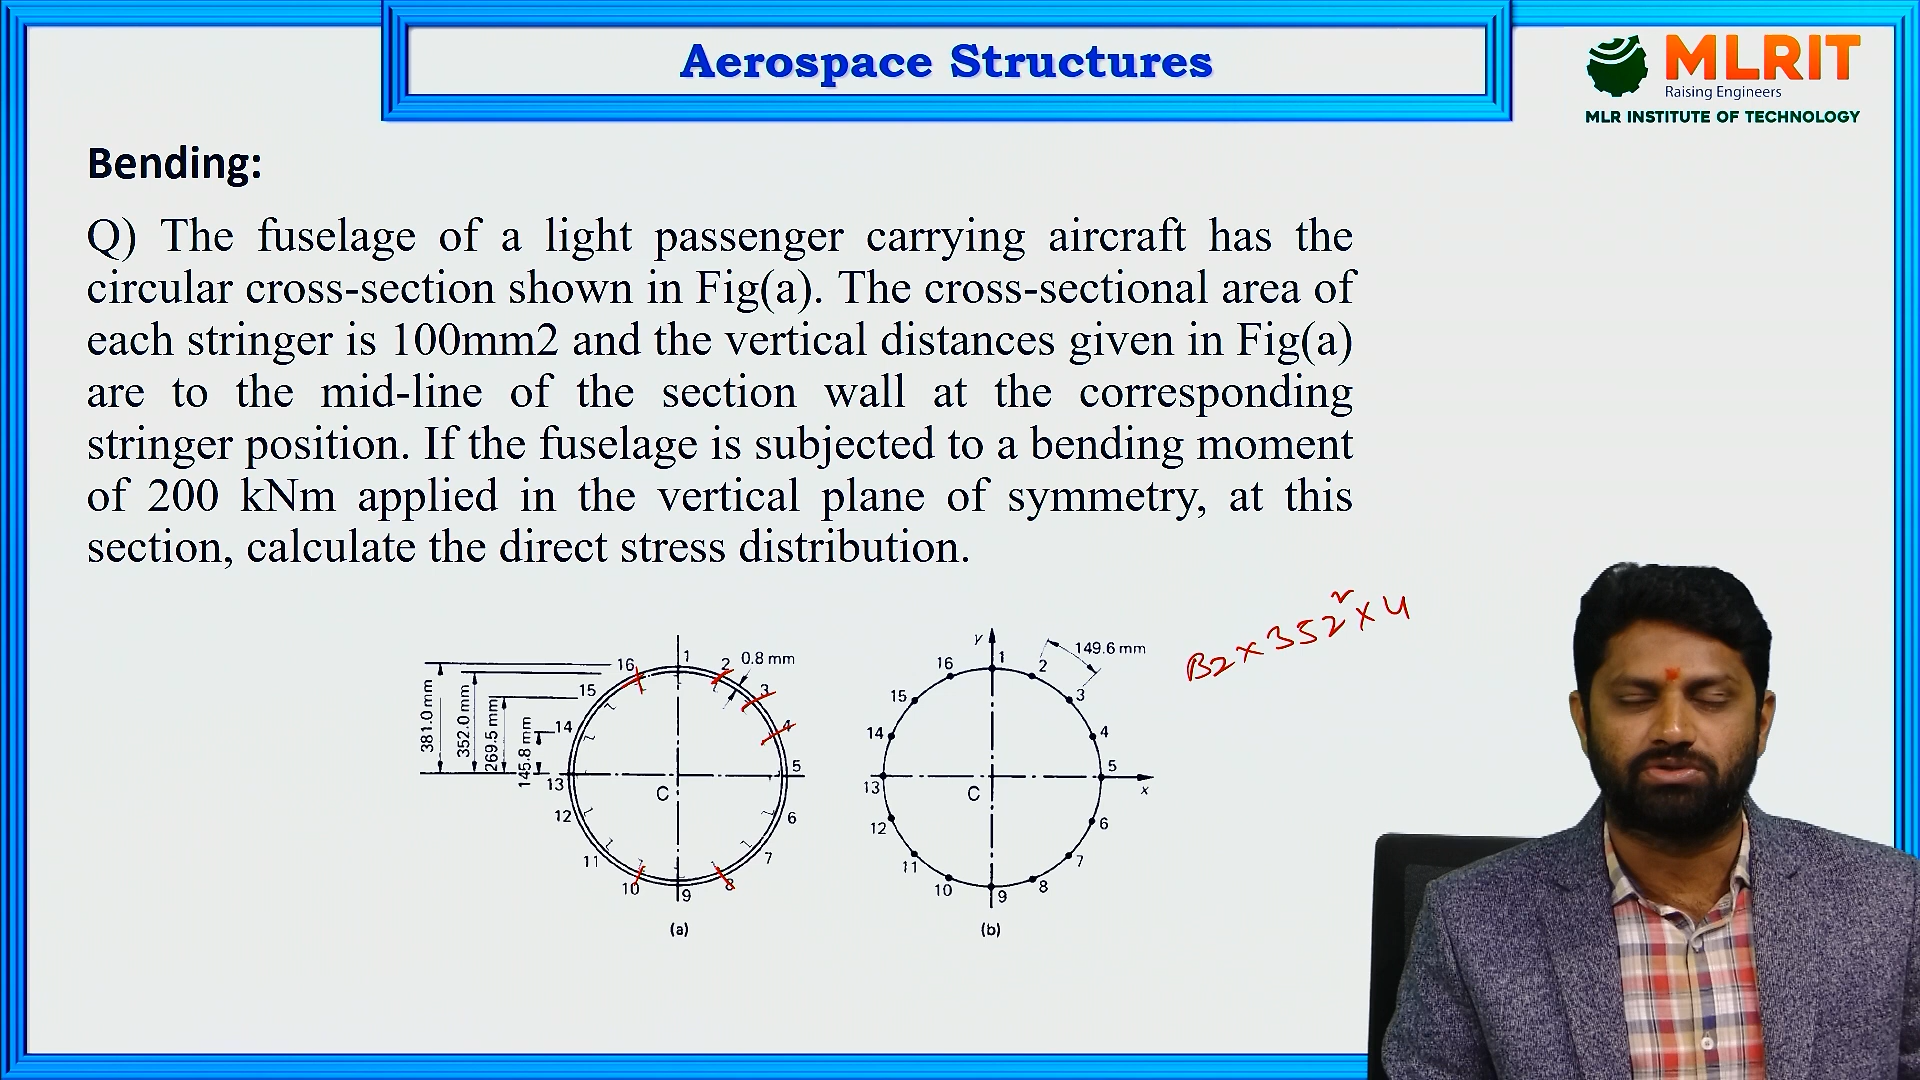 Aerospace Structures
MLRIT
Raising Engineers
MLR INSTITUTE OF TECHNOLOGY
Bending:
Q) The fuselage of a light passenger carrying aircraft has the
circular cross-section shown in Fig(a). The cross-sectional area of
each stringer is 100mm2 and the vertical distances given in Fig(a)
are to the mid-line of the section wall at the corresponding
stringer position. If the fuselage is subjected to a bending moment
of 200 kNm applied in the vertical plane of symmetry, at this
section, calculate the direct stress distribution.
381.0 mm
352.0 mm
269.5 mm
145.8 mm
1
2
0.8 mm
3
4
5
6
7
8
9
10
11
12
13
14
15
16
C
(a)
y
1
2
149.6 mm
3
4
5
x
6
7
8
9
10
11
12
13
14
15
16
C
(b)
B2 × 352² × 4